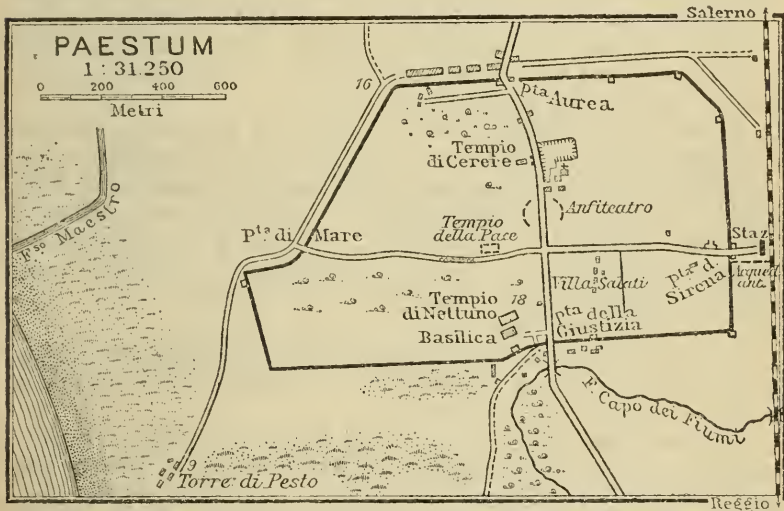 Salerno
PAESTUM
1 : 31.250
0 200 400 600
Metri
16
Pta Aurea
Tempio
di Cerere
Fso Maestro
Anfiteatro
Pta di Mare
Tempio
della Pace
Staz.
Acqued.
ant.
Pta d.
Sirena
Villa Salati
Tempio
di Nettuno
18
Basilica
Pta della
Giustizia
F. Capo dei Fiumi
9
Torre di Pesto
Reggio